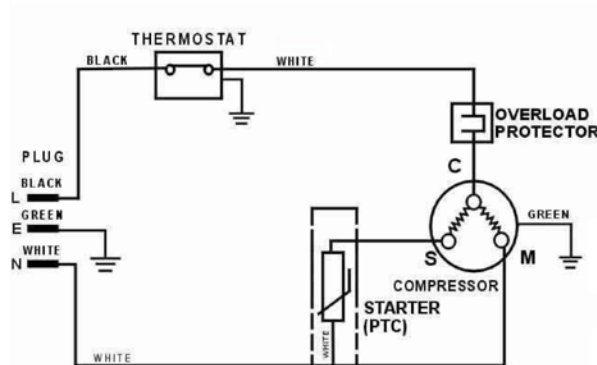 THERMOSTAT
BLACK
WHITE
OVERLOAD
PROTECTOR
PLUG
C
L BLACK
GREEN
E
WHITE
N
GREEN
S
M
COMPRESSOR
STARTER
(PTC)
WHITE
WHITE